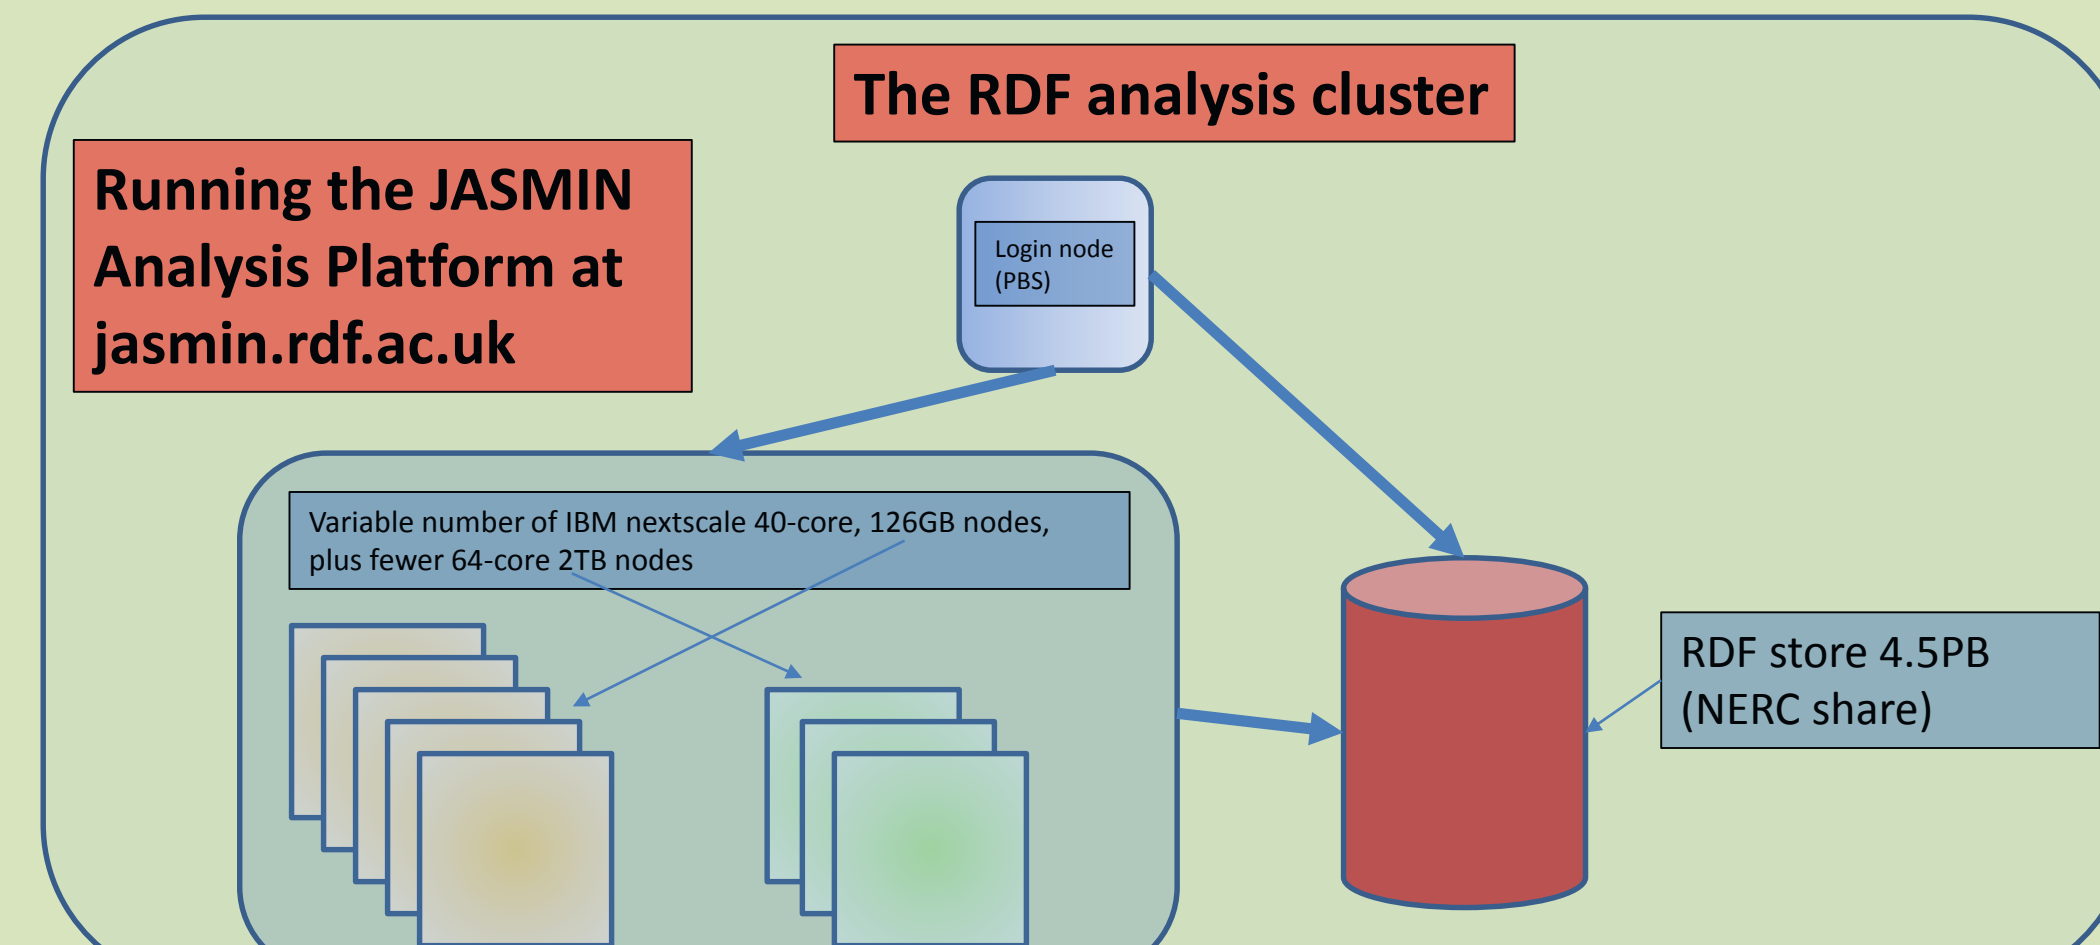 The RDF analysis cluster
Running the JASMIN
Analysis Platform at
jasmin.rdf.ac.uk
Login node
(PBS)
Variable number of IBM nextscale 40-core, 126GB nodes,
plus fewer 64-core 2TB nodes
RDF store 4.5PB
(NERC share)